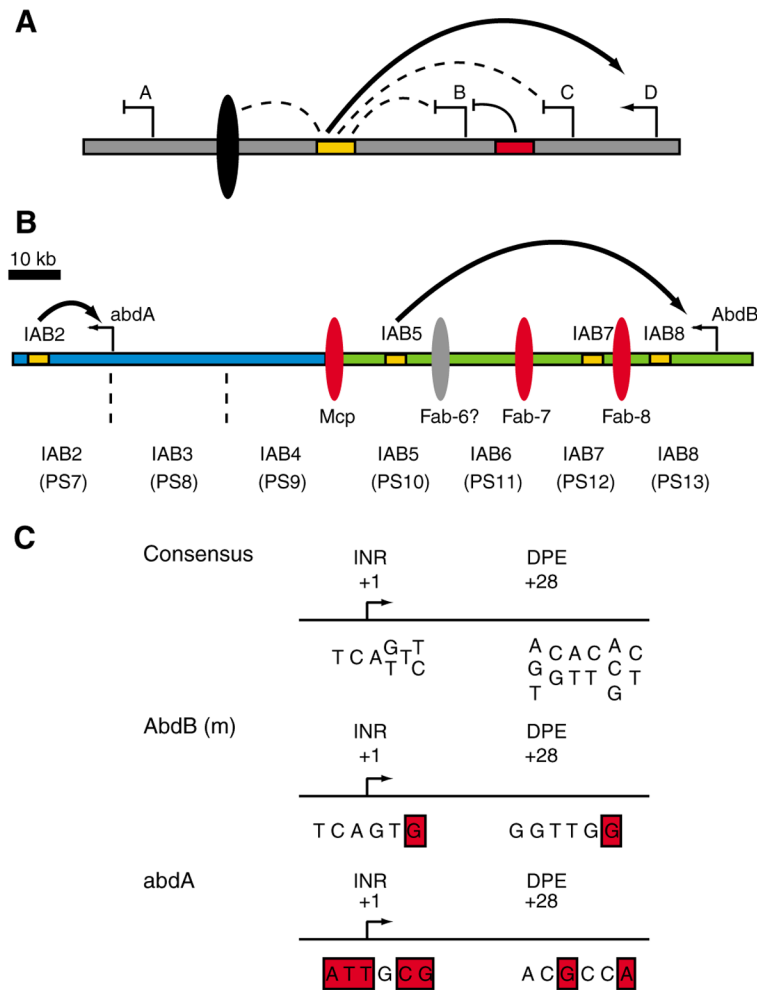 A
A B C D
B
10 kb
abdA AbdB
IAB2 IAB5 IAB7 IAB8
Mcp Fab-6? Fab-7 Fab-8
IAB2 IAB3 IAB4 IAB5 IAB6 IAB7 IAB8
(PS7) (PS8) (PS9) (PS10) (PS11) (PS12) (PS13)
C
Consensus INR DPE
+1 +28
G T A A
T C A T C A C C
T C G G T T C T
T G
AbdB (m) INR DPE
+1 +28
T C A G T G G G T T G G
abdA INR DPE
+1 +28
A T T G C G A C G C C A